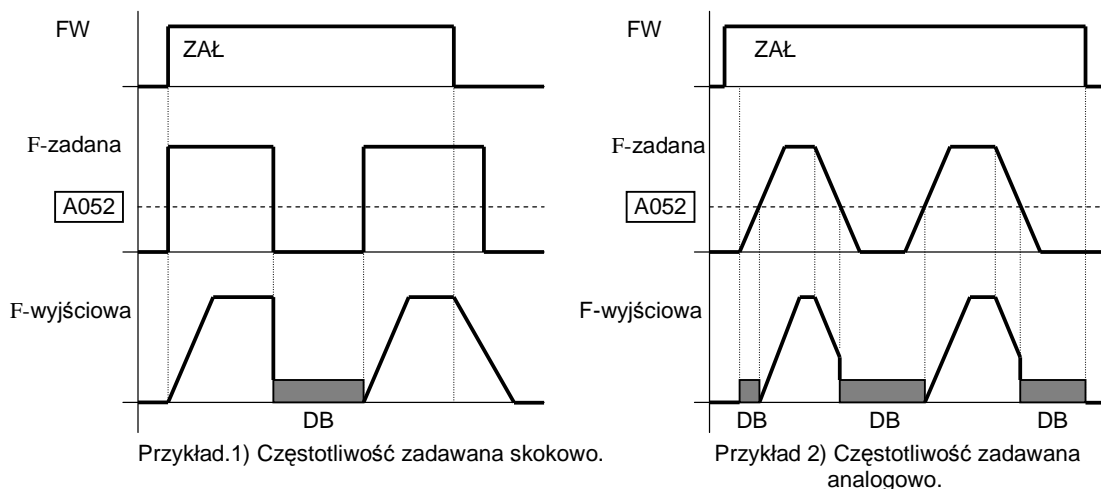 FW
ZAŁ
F-zadana
A052
F-wyjściowa
DB
Przykład.1) Częstotliwość zadawana skokowo.
FW
ZAŁ
F-zadana
A052
F-wyjściowa
DB DB DB
Przykład 2) Częstotliwość zadawana
analogowo.